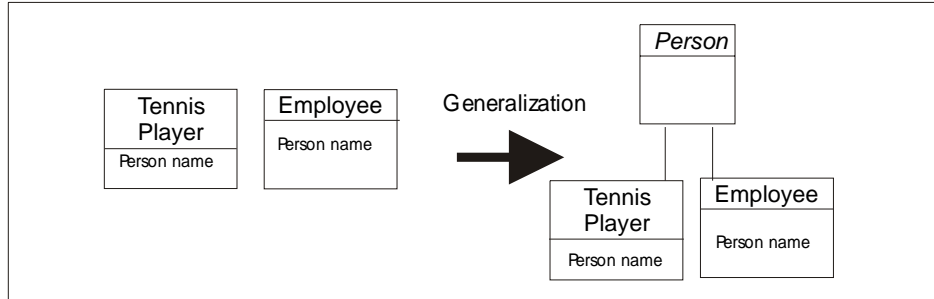 Tennis
Player
Person name
Employee
Person name
Generalization
Person
Tennis
Player
Person name
Employee
Person name